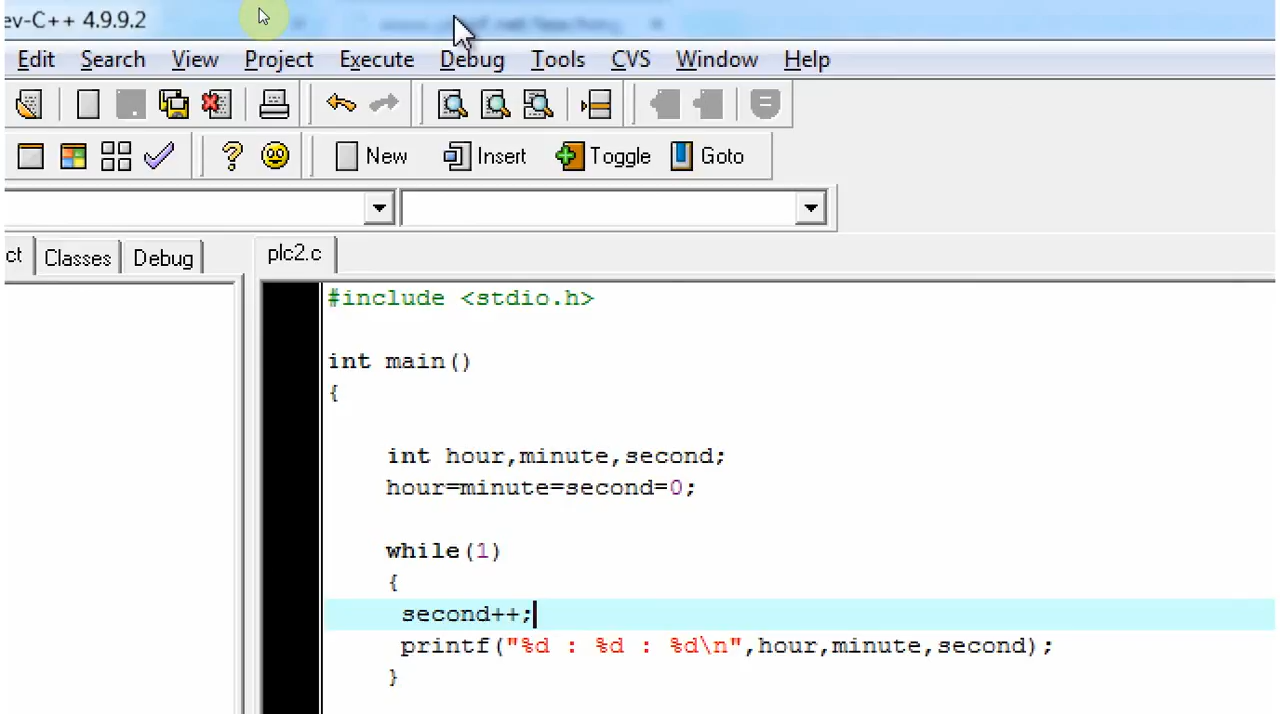 ev-C++ 4.9.9.2
Edit Search View Project Execute Debug Tools CVS Window Help
New Insert Toggle Goto
ct Classes Debug plc2.c
#include <stdio.h>
int main()
{
int hour,minute,second;
hour=minute=second=0;
while(1)
{
second++;
printf("%d : %d : %d\n",hour,minute,second);
}